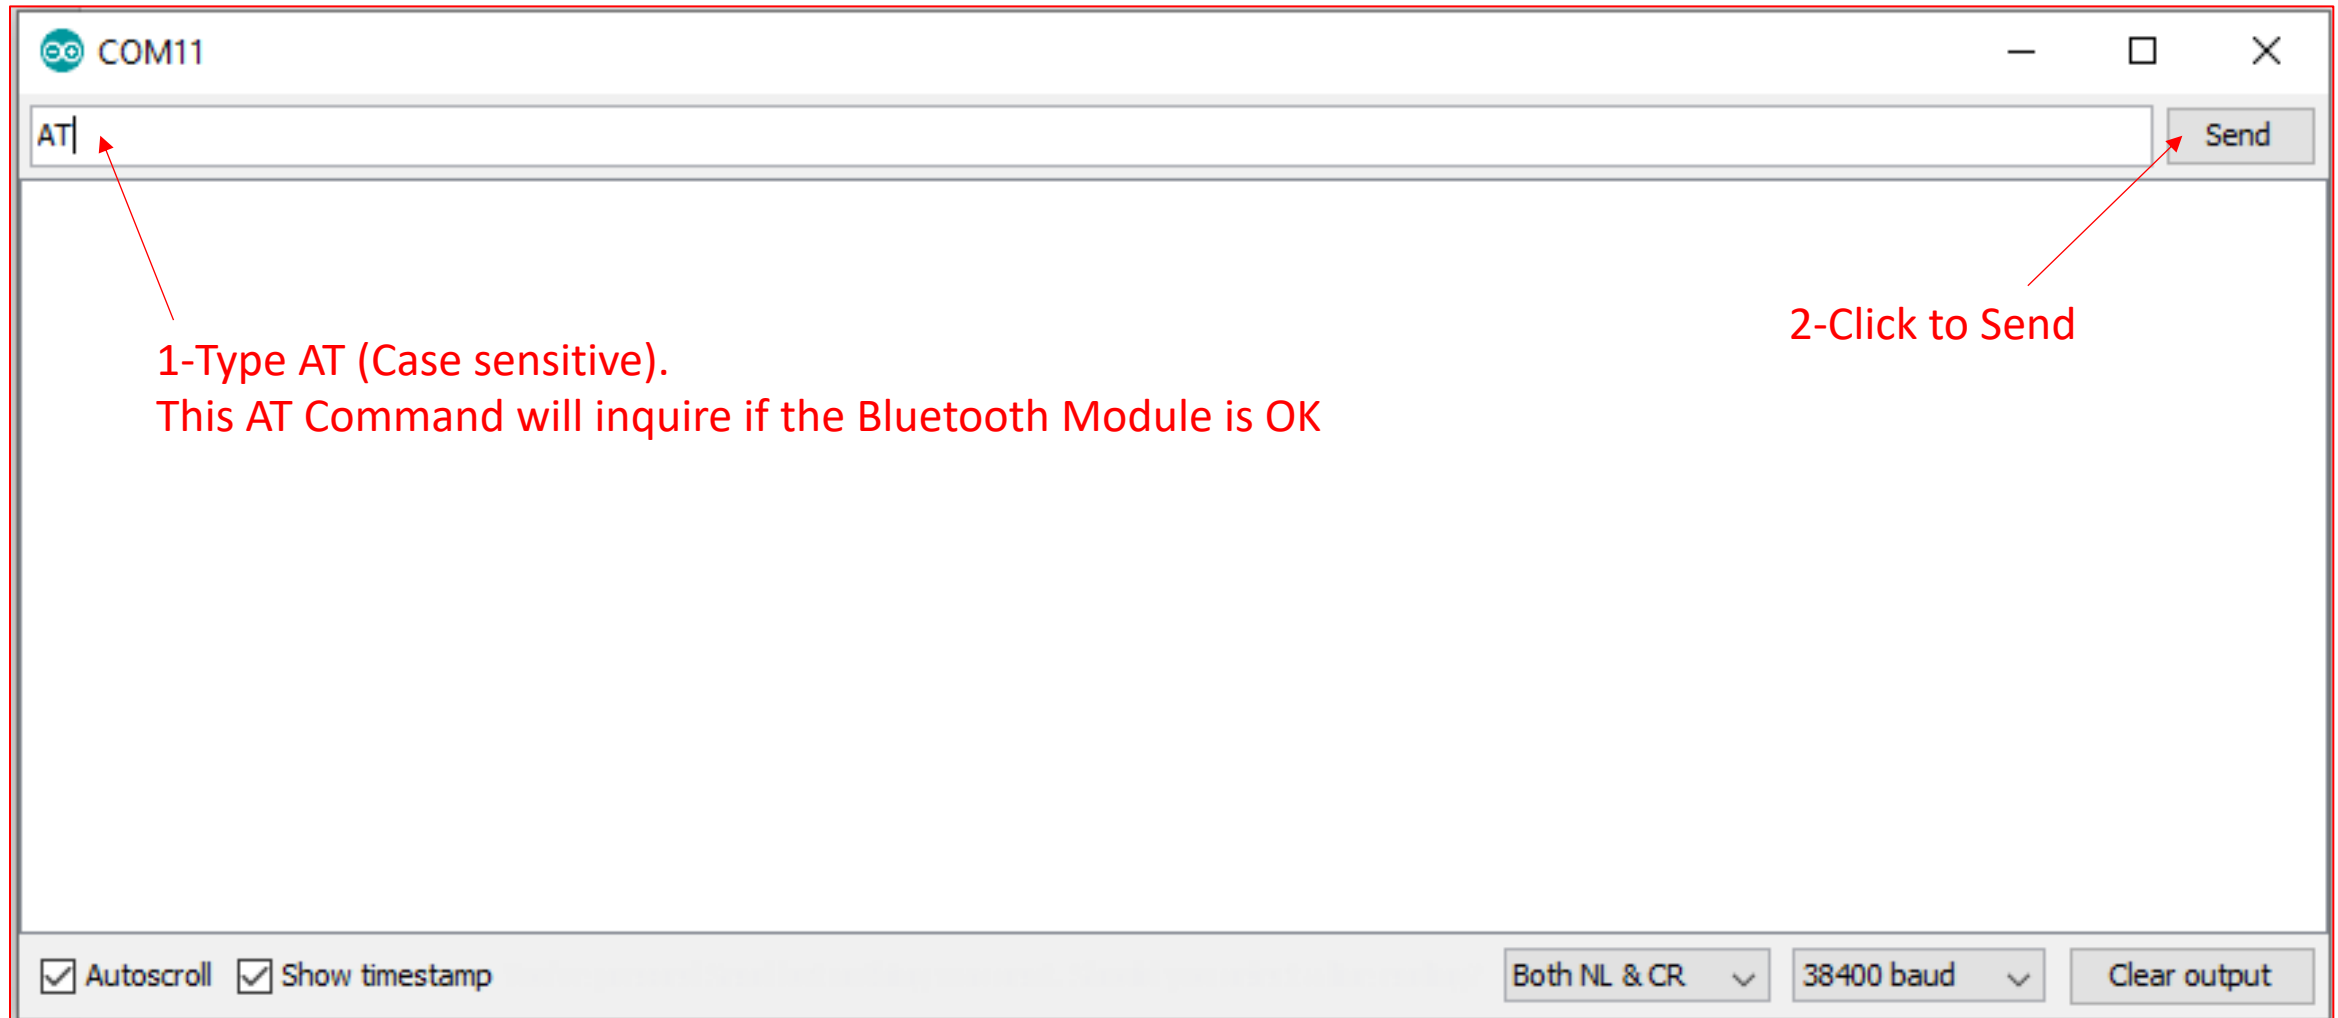 COM11
AT
Send
2-Click to Send
1-Type AT (Case sensitive).
This AT Command will inquire if the Bluetooth Module is OK
Autoscroll Show timestamp Both NL & CR 38400 baud Clear output